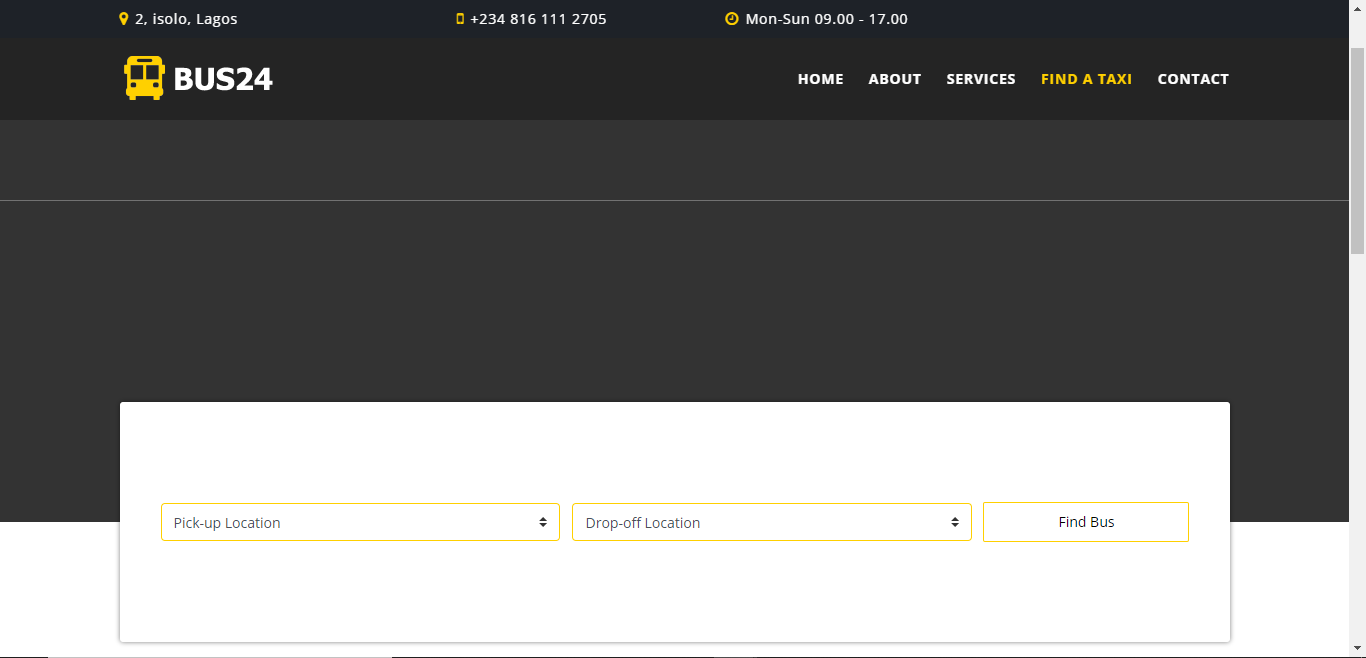 2, isolo, Lagos
+234 816 111 2705
Mon-Sun 09.00 - 17.00
BUS24
HOME
ABOUT
SERVICES
FIND A TAXI
CONTACT
Pick-up Location
Drop-off Location
Find Bus